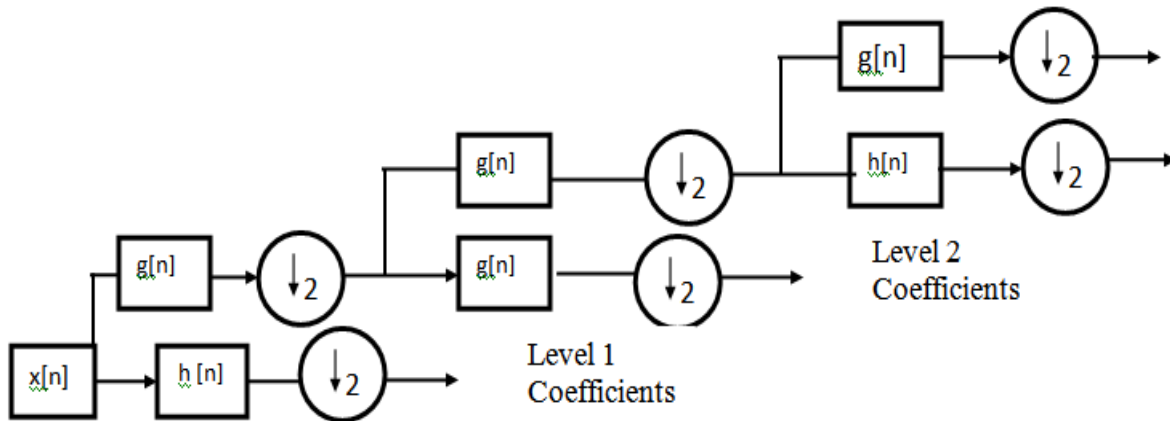 g[n] ↓2
g[n] ↓2 h[n] ↓2
g[n] ↓2 g[n] ↓2
Level 2
Coefficients
x[n] h [n] ↓2
Level 1
Coefficients